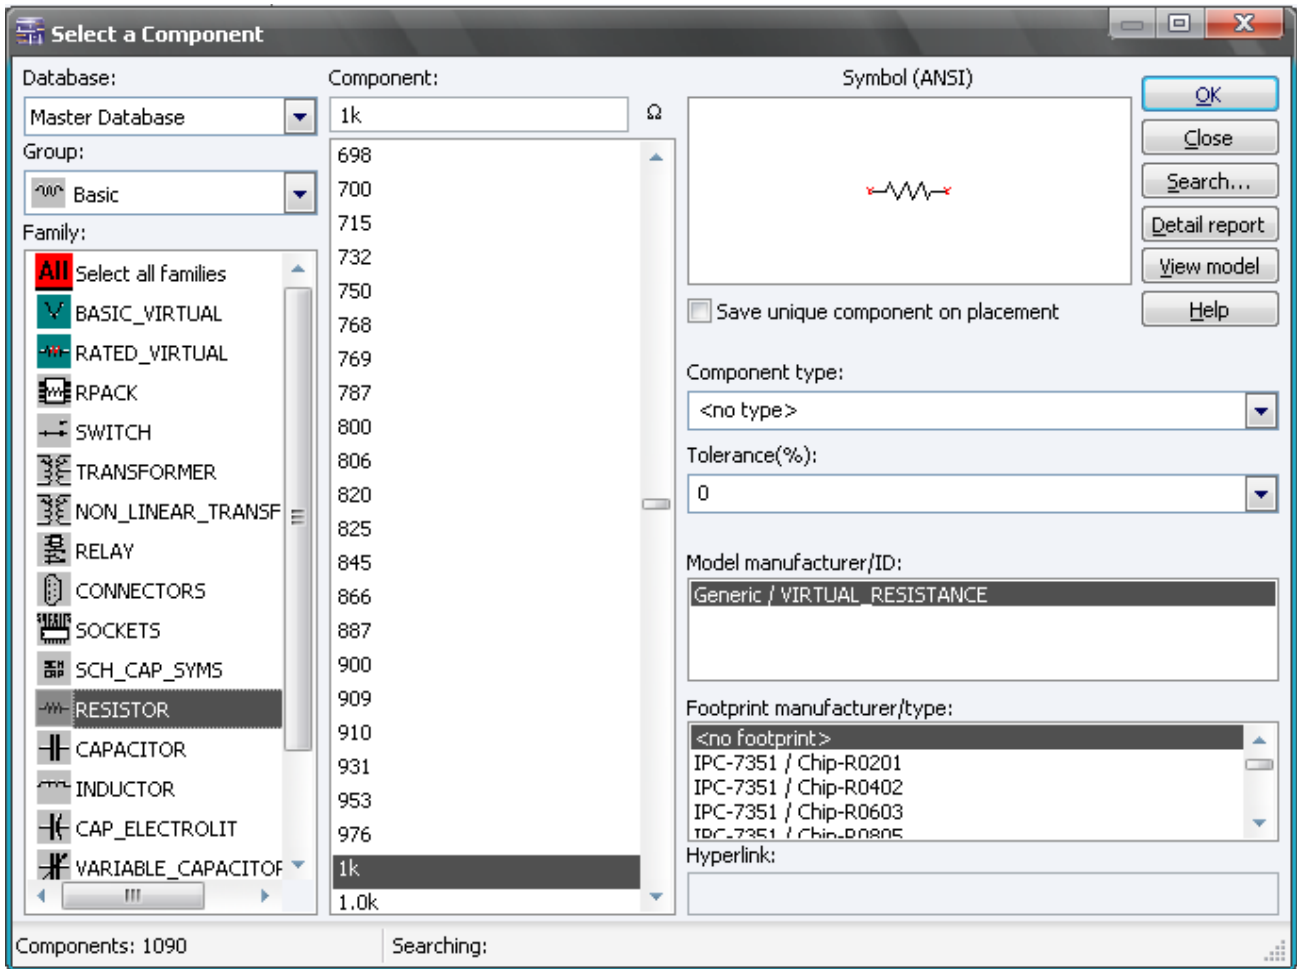 Select a Component
Database:
Master Database
Group:
Basic
Family:
All Select all families
BASIC_VIRTUAL
RATED_VIRTUAL
RPACK
SWITCH
TRANSFORMER
NON_LINEAR_TRANSF
RELAY
CONNECTORS
SOCKETS
SCH_CAP_SYMS
RESISTOR
CAPACITOR
INDUCTOR
CAP_ELECTROLIT
VARIABLE_CAPACITOR
Component:
1k Ω
698
700
715
732
750
768
769
787
800
806
820
825
845
866
887
900
909
910
931
953
976
1k
1.0k
Symbol (ANSI)
Save unique component on placement
Component type:
<no type>
Tolerance(%):
0
Model manufacturer/ID:
Generic / VIRTUAL_RESISTANCE
Footprint manufacturer/type:
<no footprint>
IPC-7351 / Chip-R0201
IPC-7351 / Chip-R0402
IPC-7351 / Chip-R0603
IPC-7351 / Chip-R0805
Hyperlink:
OK
Close
Search...
Detail report
View model
Help
Components: 1090
Searching: